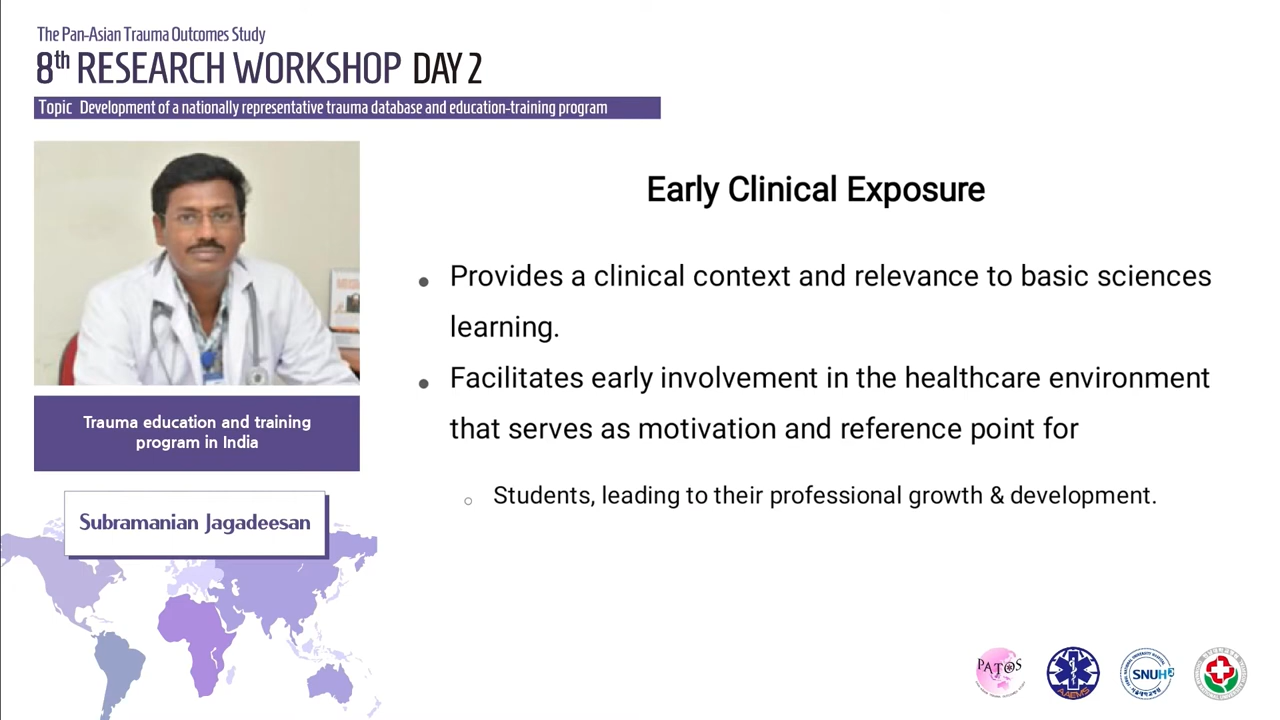 The Pan-Asian Trauma Outcomes Study
8th RESEARCH WORKSHOP DAY 2
Topic Development of a nationally representative trauma database and education-training program
Early Clinical Exposure
Provides a clinical context and relevance to basic sciences
learning.
Facilitates early involvement in the healthcare environment
that serves as motivation and reference point for
Students, leading to their professional growth & development.
Trauma education and training
program in India
Subramanian Jagadeesan
PATOS
AAEMS
SNUH